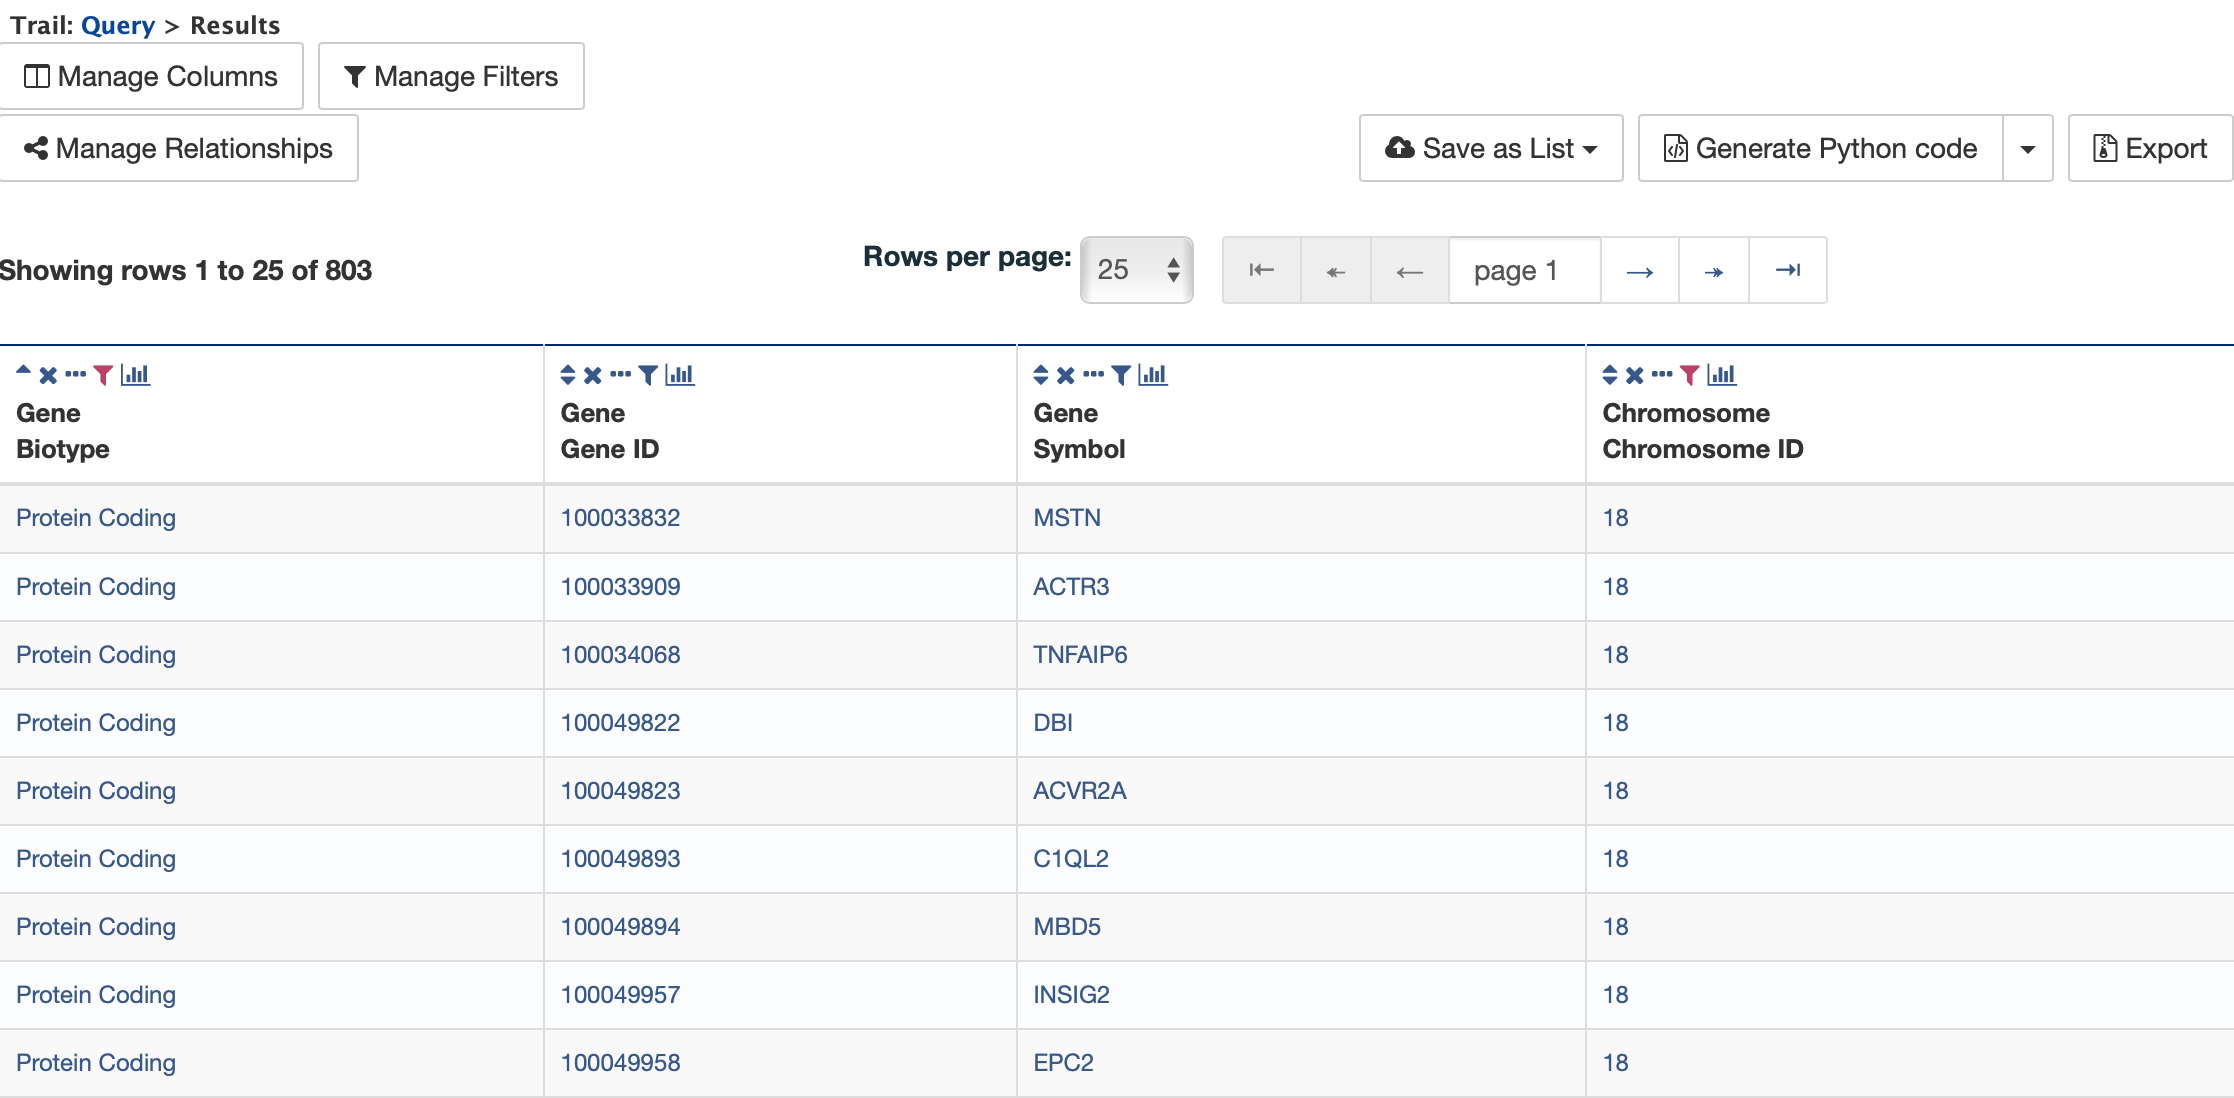 Trail: Query > Results
Manage Columns Manage Filters
Manage Relationships Save as List Generate Python code Export
Showing rows 1 to 25 of 803 Rows per page: 25 page 1
Gene Gene Gene Chromosome
Biotype Gene ID Symbol Chromosome ID
Protein Coding 100033832 MSTN 18
Protein Coding 100033909 ACTR3 18
Protein Coding 100034068 TNFAIP6 18
Protein Coding 100049822 DBI 18
Protein Coding 100049823 ACVR2A 18
Protein Coding 100049893 C1QL2 18
Protein Coding 100049894 MBD5 18
Protein Coding 100049957 INSIG2 18
Protein Coding 100049958 EPC2 18